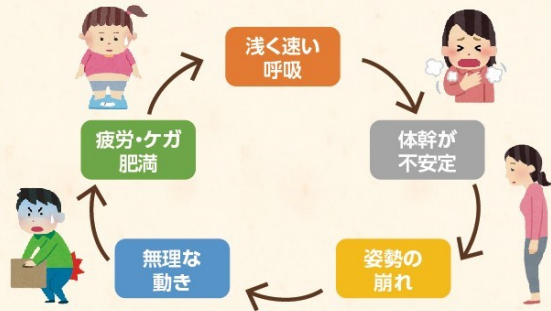 浅く速い
呼吸
体幹が
不安定
姿勢の
崩れ
無理な
動き
疲労・ケガ
肥満